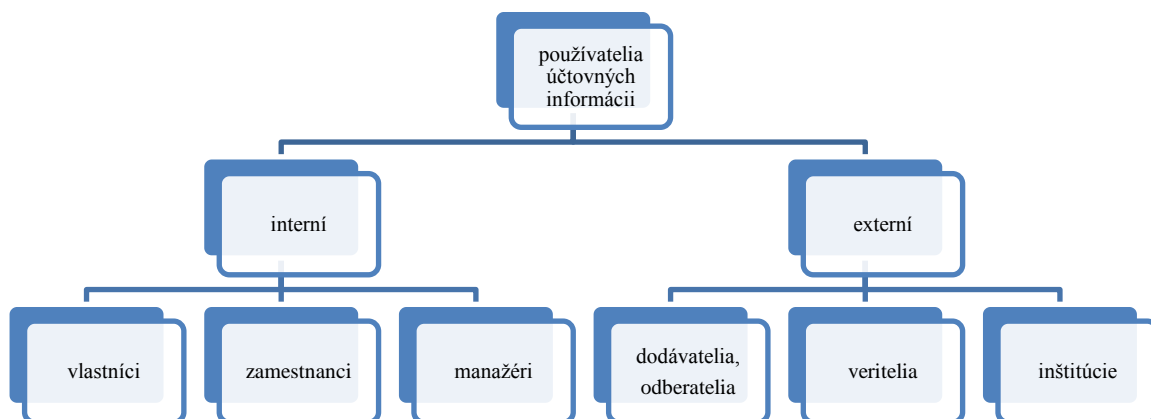 používatelia
účtovných
informácii
interní
externí
vlastníci
zamestnanci
manažéri
dodávatelia,
odberatelia
veritelia
inštitúcie